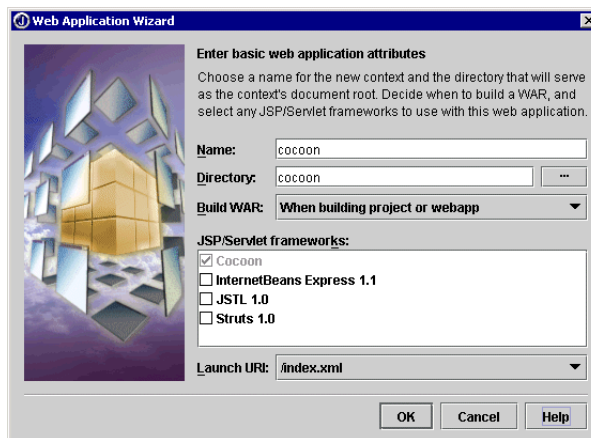 Web Application Wizard
Enter basic web application attributes
Choose a name for the new context and the directory that will serve
as the context's document root. Decide when to build a WAR, and
select any JSP/Servlet frameworks to use with this web application.
Name: cocoon
Directory: cocoon ...
Build WAR: When building project or webapp
JSP/Servlet frameworks:
Cocoon
InternetBeans Express 1.1
JSTL 1.0
Struts 1.0
Launch URI: /index.xml
OK Cancel Help